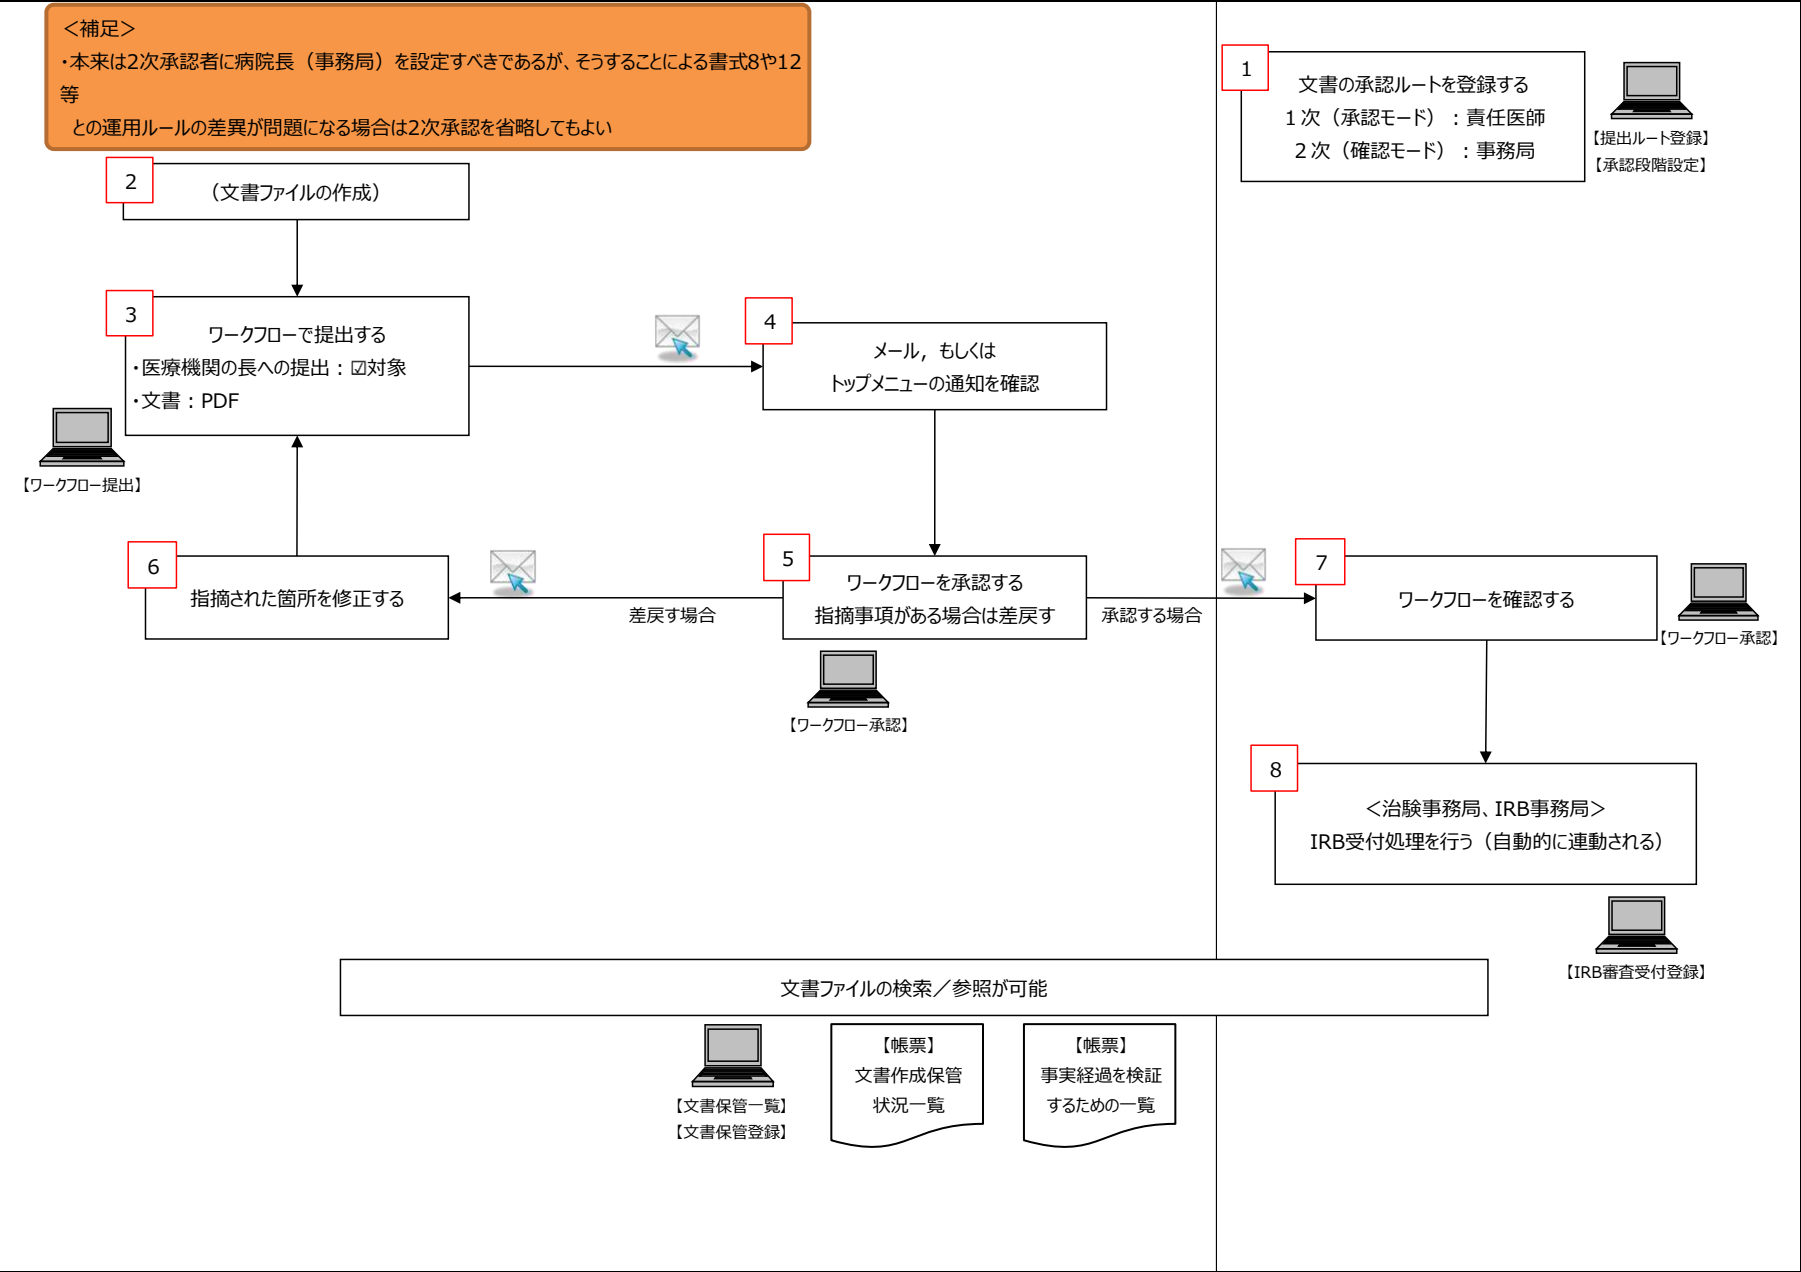 ＜補足＞
・本来は2次承認者に病院長（事務局）を設定すべきであるが、そうすることによる書式8や12
等
との運用ルールの差異が問題になる場合は2次承認を省略してもよい
1
文書の承認ルートを登録する
１次（承認モード）：責任医師
２次（確認モード）：事務局
【提出ルート登録】
【承認段階設定】
2
（文書ファイルの作成）
3
ワークフローで提出する
・医療機関の長への提出：☑対象
・文書：PDF
【ワークフロー提出】
4
メール，もしくは
トップメニューの通知を確認
5
ワークフローを承認する
指摘事項がある場合は差戻す
【ワークフロー承認】
差戻す場合
承認する場合
6
指摘された箇所を修正する
7
ワークフローを確認する
【ワークフロー承認】
8
＜治験事務局、IRB事務局＞
IRB受付処理を行う（自動的に連動される）
【IRB審査受付登録】
文書ファイルの検索／参照が可能
【文書保管一覧】
【文書保管登録】
【帳票】
文書作成保管
状況一覧
【帳票】
事実経過を検証
するための一覧